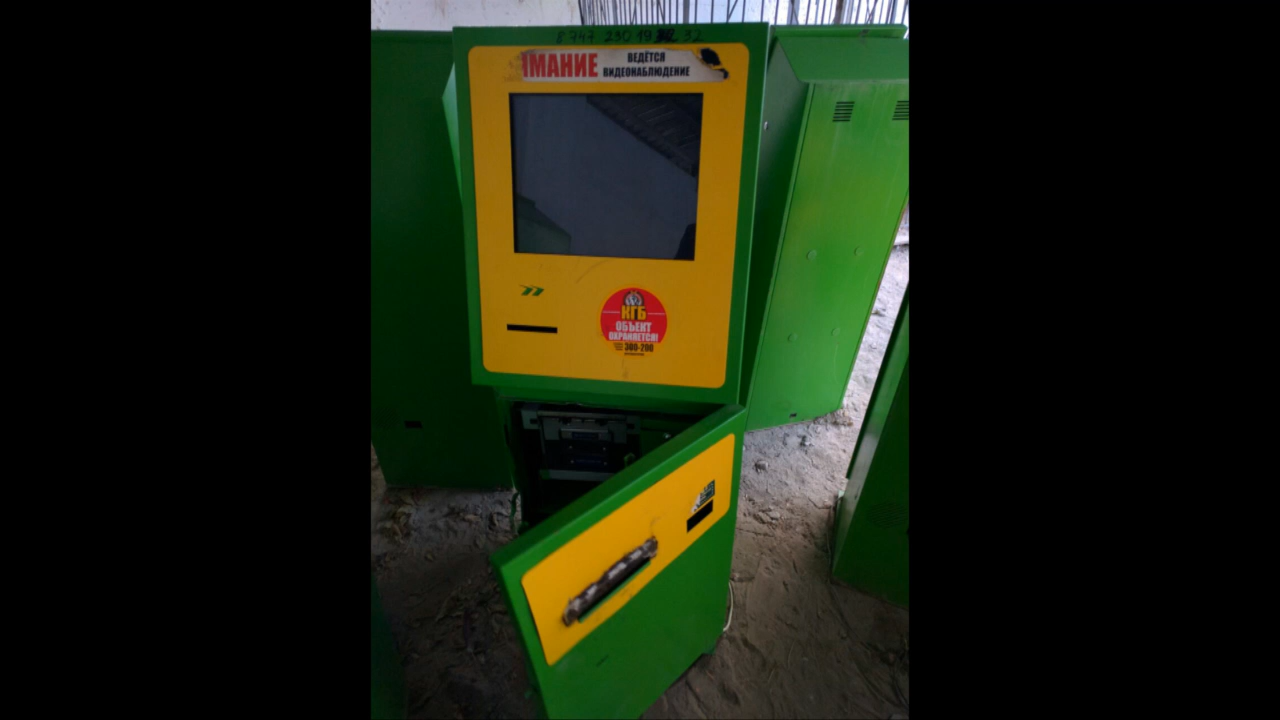 ІМАНИЕ ВЕДЁТСЯ
ВИДЕОНАБЛЮДЕНИЕ
КГБ
ОБЪЕКТ
ОХРАНЯЕТСЯ!
300-200